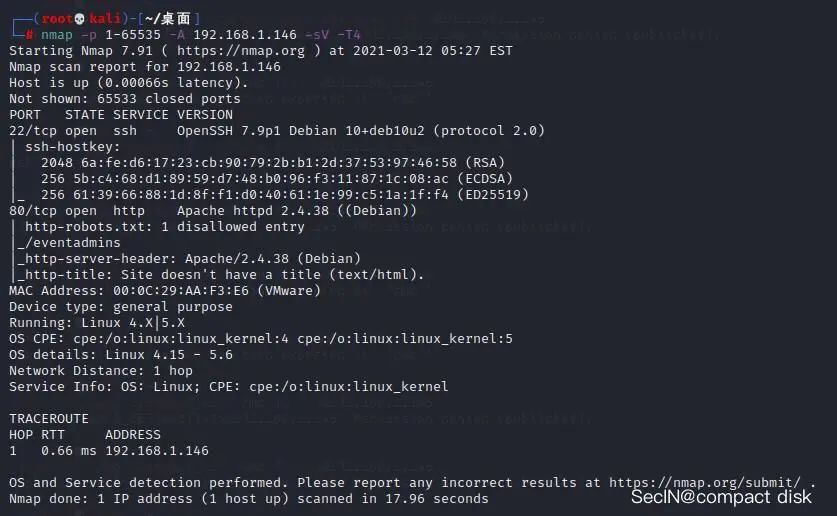 ┌──(root💀kali)-[~/桌面]
└─# nmap -p 1-65535 -A 192.168.1.146 -sV -T4
Starting Nmap 7.91 ( https://nmap.org ) at 2021-03-12 05:27 EST
Nmap scan report for 192.168.1.146
Host is up (0.00066s latency).
Not shown: 65533 closed ports
PORT   STATE SERVICE VERSION
22/tcp open  ssh     OpenSSH 7.9p1 Debian 10+deb10u2 (protocol 2.0)
| ssh-hostkey:
|   2048 6a:fe:d6:17:23:cb:90:79:2b:b1:2d:37:53:97:46:58 (RSA)
|   256 5b:c4:68:d1:89:59:d7:48:b0:96:f3:11:87:1c:08:ac (ECDSA)
|_  256 61:39:66:88:1d:8f:f1:d0:40:61:1e:99:c5:1a:1f:f4 (ED25519)
80/tcp open  http    Apache httpd 2.4.38 ((Debian))
| http-robots.txt: 1 disallowed entry
|_/eventadmins
|_http-server-header: Apache/2.4.38 (Debian)
|_http-title: Site doesn't have a title (text/html).
MAC Address: 00:0C:29:AA:F3:E6 (VMware)
Device type: general purpose
Running: Linux 4.X|5.X
OS CPE: cpe:/o:linux:linux_kernel:4 cpe:/o:linux:linux_kernel:5
OS details: Linux 4.15 - 5.6
Network Distance: 1 hop
Service Info: OS: Linux; CPE: cpe:/o:linux:linux_kernel
TRACEROUTE
HOP RTT     ADDRESS
1   0.66 ms 192.168.1.146
OS and Service detection performed. Please report any incorrect results at https://nmap.org/submit/ .
Nmap done: 1 IP address (1 host up) scanned in 17.96 seconds
SecIN@compact disk